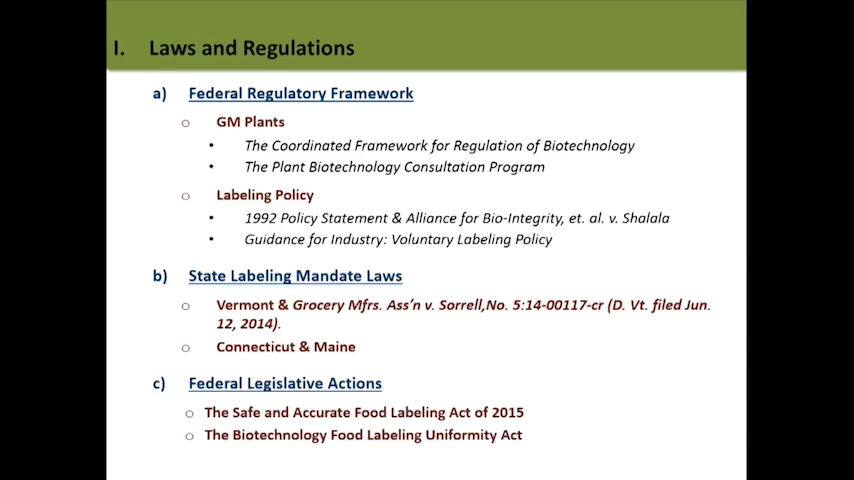 I. Laws and Regulations
a) Federal Regulatory Framework
o GM Plants
• The Coordinated Framework for Regulation of Biotechnology
• The Plant Biotechnology Consultation Program
o Labeling Policy
• 1992 Policy Statement & Alliance for Bio-Integrity, et. al. v. Shalala
• Guidance for Industry: Voluntary Labeling Policy
b) State Labeling Mandate Laws
o Vermont & Grocery Mfrs. Ass’n v. Sorrell,No. 5:14-00117-cr (D. Vt. filed Jun.
12, 2014).
o Connecticut & Maine
c) Federal Legislative Actions
o The Safe and Accurate Food Labeling Act of 2015
o The Biotechnology Food Labeling Uniformity Act